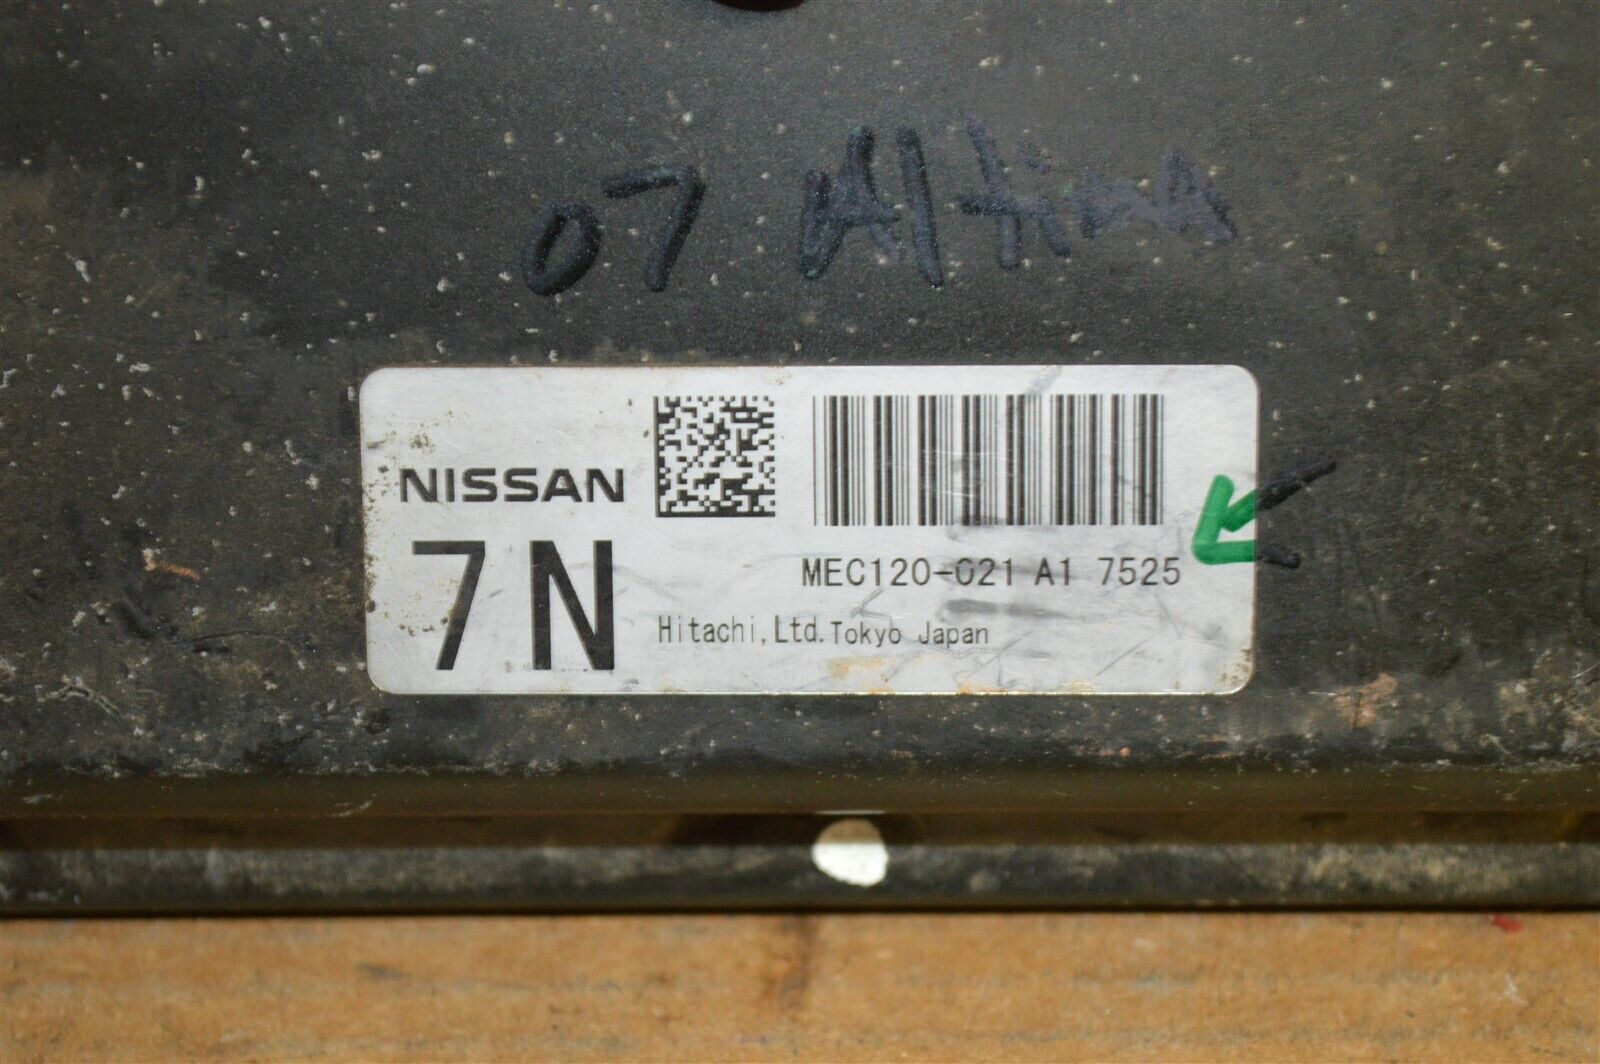 07 Altima
NISSAN
7N
MEC120-021 A1 7525
Hitachi, Ltd. Tokyo Japan